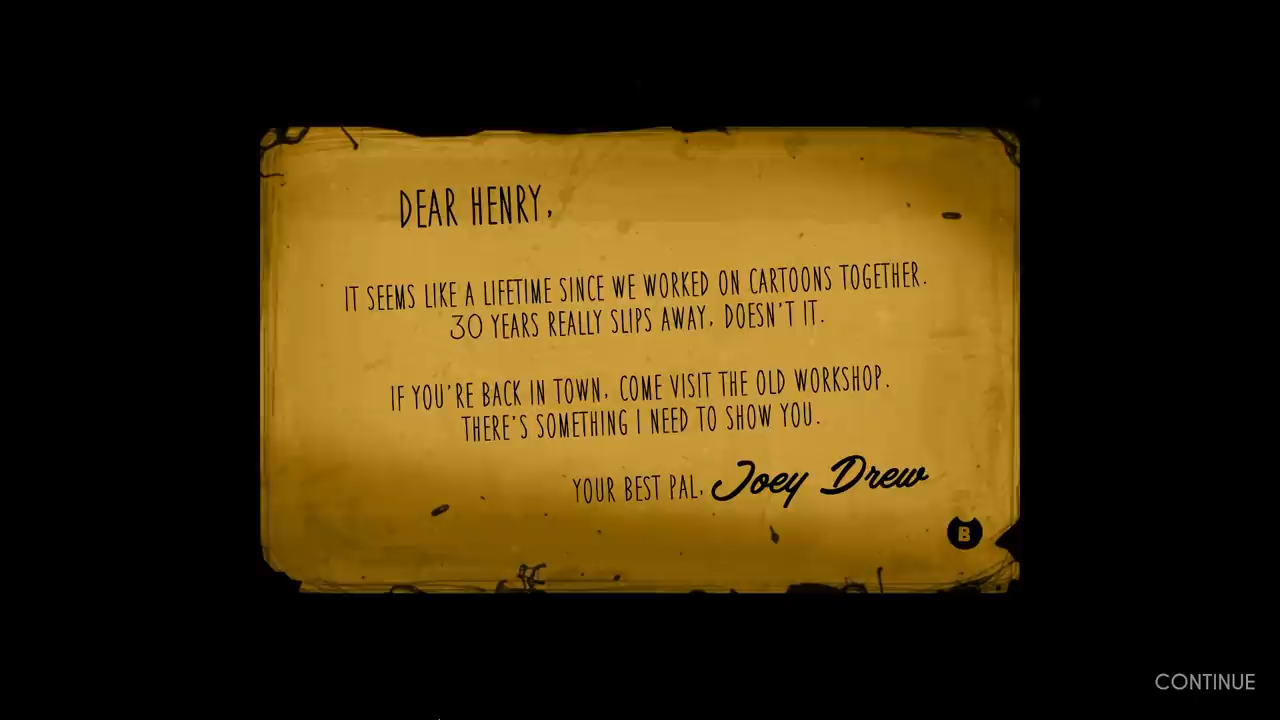 DEAR HENRY,
IT SEEMS LIKE A LIFETIME SINCE WE WORKED ON CARTOONS TOGETHER.
30 YEARS REALLY SLIPS AWAY, DOESN'T IT.
IF YOU'RE BACK IN TOWN, COME VISIT THE OLD WORKSHOP.
THERE'S SOMETHING I NEED TO SHOW YOU.
YOUR BEST PAL, Joey Drew
B
CONTINUE